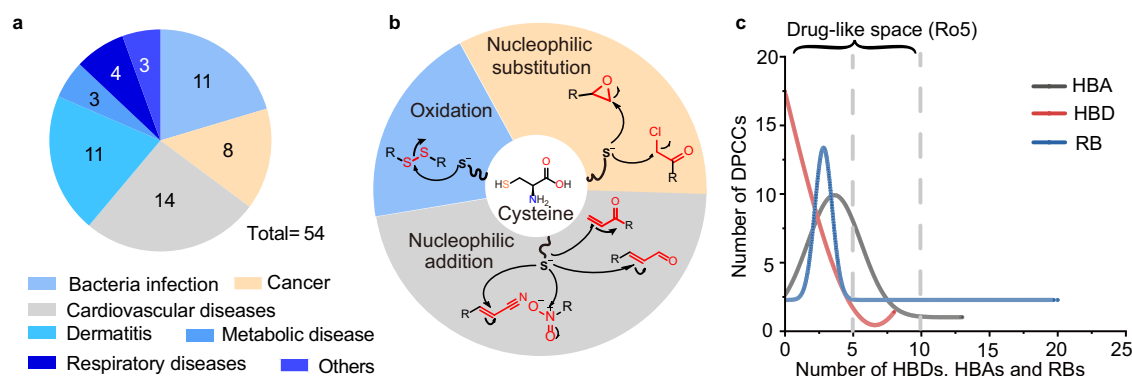 a
11
8
14
11
3
4
3
Total= 54
Bacteria infection
Cancer
Cardiovascular diseases
Dermatitis
Metabolic disease
Respiratory diseases
Others
b
Nucleophilic
substitution
Oxidation
Nucleophilic
addition
Cysteine
R
O
Cl
O
R
S⁻
R
S
S
R
S⁻
HS
O
OH
NH₂
S⁻
O
R
R
O
R
N
O⁻
N⁺
R
O
c
Drug-like space (Ro5)
Number of DPCCs
20
15
10
5
0
HBA
HBD
RB
0
5
10
15
20
25
Number of HBDs, HBAs and RBs